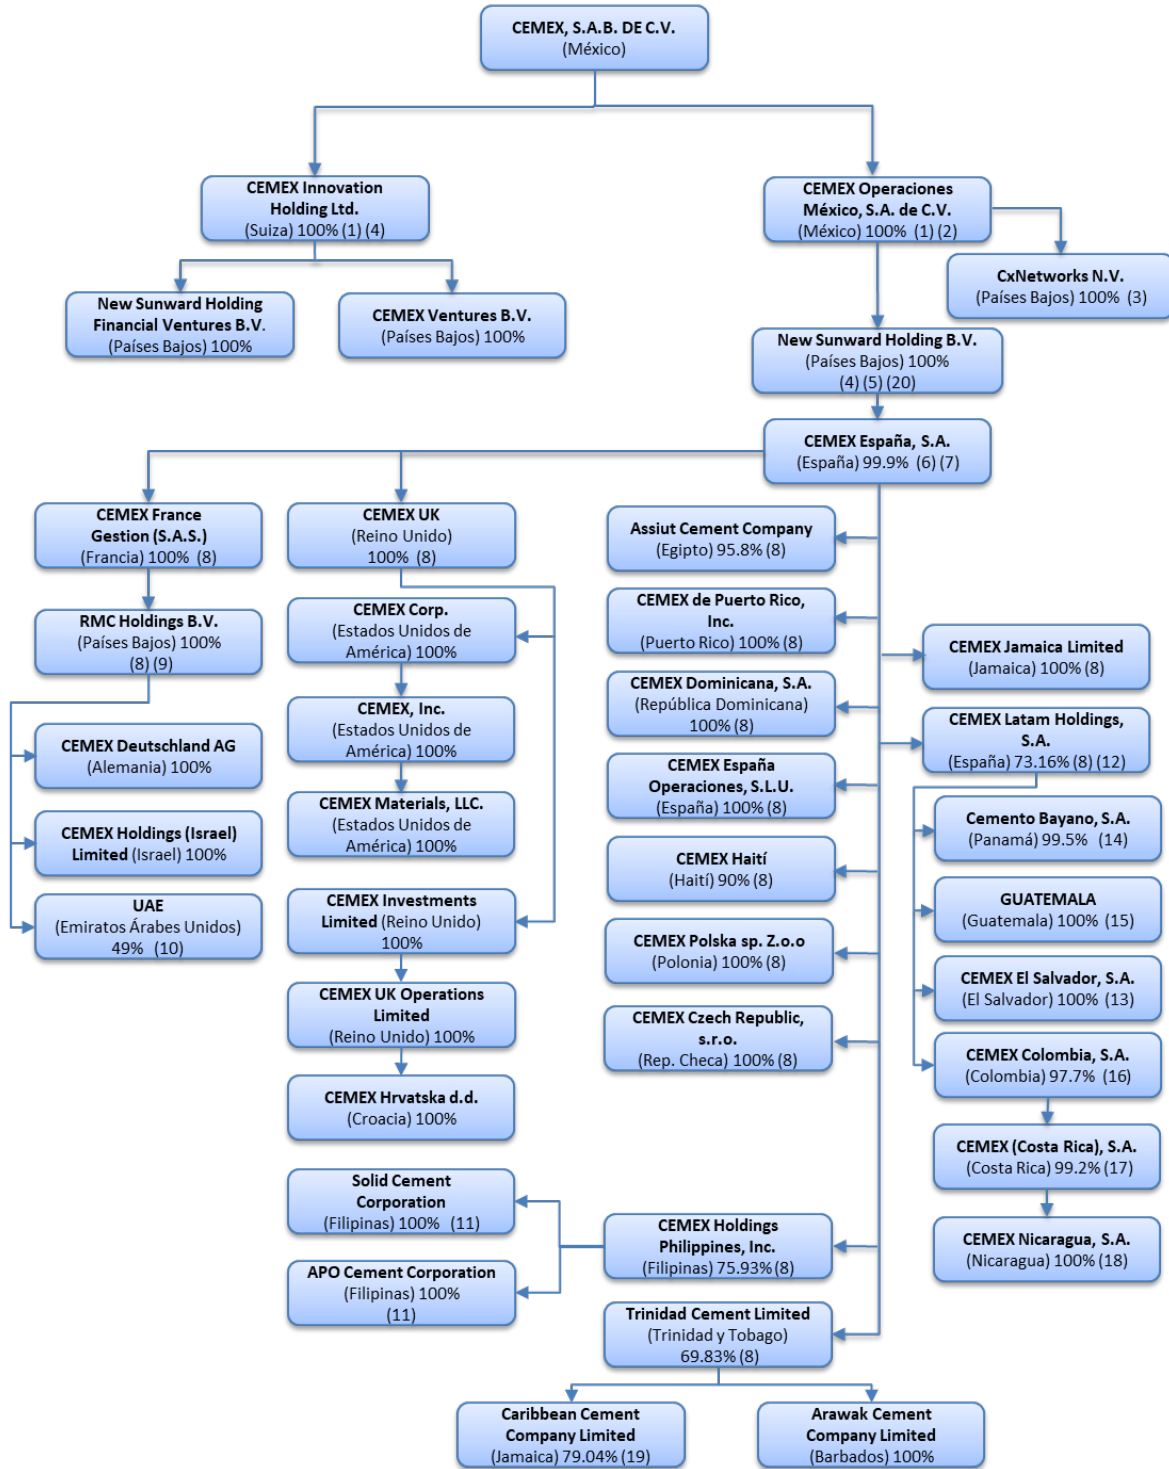 CEMEX, S.A.B. DE C.V.
(México)
CEMEX Innovation
Holding Ltd.
(Suiza) 100% (1) (4)
CEMEX Operaciones
México, S.A. de C.V.
(México) 100% (1) (2)
CxNetworks N.V.
(Países Bajos) 100% (3)
New Sunward Holding
Financial Ventures B.V.
(Países Bajos) 100%
CEMEX Ventures B.V.
(Países Bajos) 100%
New Sunward Holding B.V.
(Países Bajos) 100%
(4) (5) (20)
CEMEX España, S.A.
(España) 99.9% (6) (7)
CEMEX France
Gestion (S.A.S.)
(Francia) 100% (8)
RMC Holdings B.V.
(Países Bajos) 100%
(8) (9)
CEMEX Deutschland AG
(Alemania) 100%
CEMEX Holdings (Israel)
Limited (Israel) 100%
UAE
(Emiratos Árabes Unidos)
49% (10)
CEMEX UK
(Reino Unido)
100% (8)
CEMEX Corp.
(Estados Unidos de
América) 100%
CEMEX, Inc.
(Estados Unidos de
América) 100%
CEMEX Materials, LLC.
(Estados Unidos de
América) 100%
CEMEX Investments
Limited (Reino Unido)
100%
CEMEX UK Operations
Limited
(Reino Unido) 100%
CEMEX Hrvatska d.d.
(Croacia) 100%
Assiut Cement Company
(Egipto) 95.8% (8)
CEMEX de Puerto Rico,
Inc.
(Puerto Rico) 100% (8)
CEMEX Dominicana, S.A.
(República Dominicana)
100% (8)
CEMEX España
Operaciones, S.L.U.
(España) 100% (8)
CEMEX Haití
(Haití) 90% (8)
CEMEX Polska sp. Z.o.o
(Polonia) 100% (8)
CEMEX Czech Republic,
s.r.o.
(Rep. Checa) 100% (8)
CEMEX Jamaica Limited
(Jamaica) 100% (8)
CEMEX Latam Holdings,
S.A.
(España) 73.16% (8) (12)
Cemento Bayano, S.A.
(Panamá) 99.5% (14)
GUATEMALA
(Guatemala) 100% (15)
CEMEX El Salvador, S.A.
(El Salvador) 100% (13)
CEMEX Colombia, S.A.
(Colombia) 97.7% (16)
CEMEX (Costa Rica), S.A.
(Costa Rica) 99.2% (17)
CEMEX Nicaragua, S.A.
(Nicaragua) 100% (18)
Solid Cement
Corporation
(Filipinas) 100% (11)
APO Cement Corporation
(Filipinas) 100%
(11)
CEMEX Holdings
Philippines, Inc.
(Filipinas) 75.93% (8)
Trinidad Cement Limited
(Trinidad y Tobago)
69.83% (8)
Caribbean Cement
Company Limited
(Jamaica) 79.04% (19)
Arawak Cement
Company Limited
(Barbados) 100%